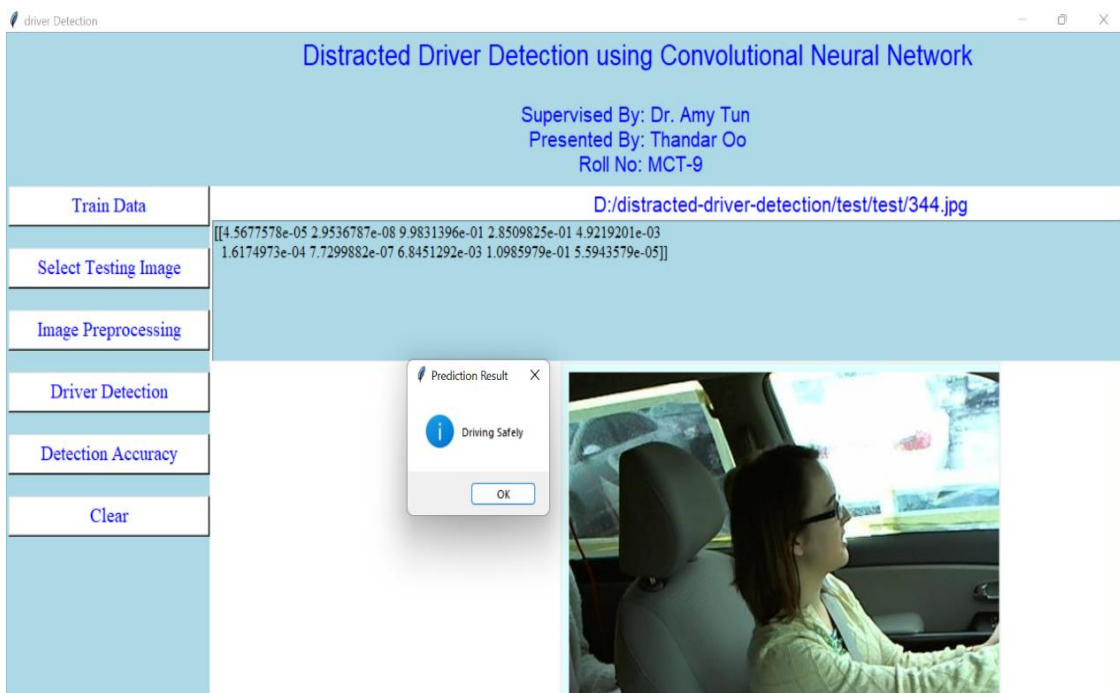 driver Detection
Distracted Driver Detection using Convolutional Neural Network
Supervised By: Dr. Amy Tun
Presented By: Thandar Oo
Roll No: MCT-9
Train Data
D:/distracted-driver-detection/test/test/344.jpg
[[4.5677578e-05 2.9536787e-08 9.9831396e-01 2.8509825e-01 4.9219201e-03
1.6174973e-04 7.7299882e-07 6.8451292e-03 1.0985979e-01 5.5943579e-05]]
Select Testing Image
Image Preprocessing
Driver Detection
Detection Accuracy
Clear
Prediction Result
Driving Safely
OK